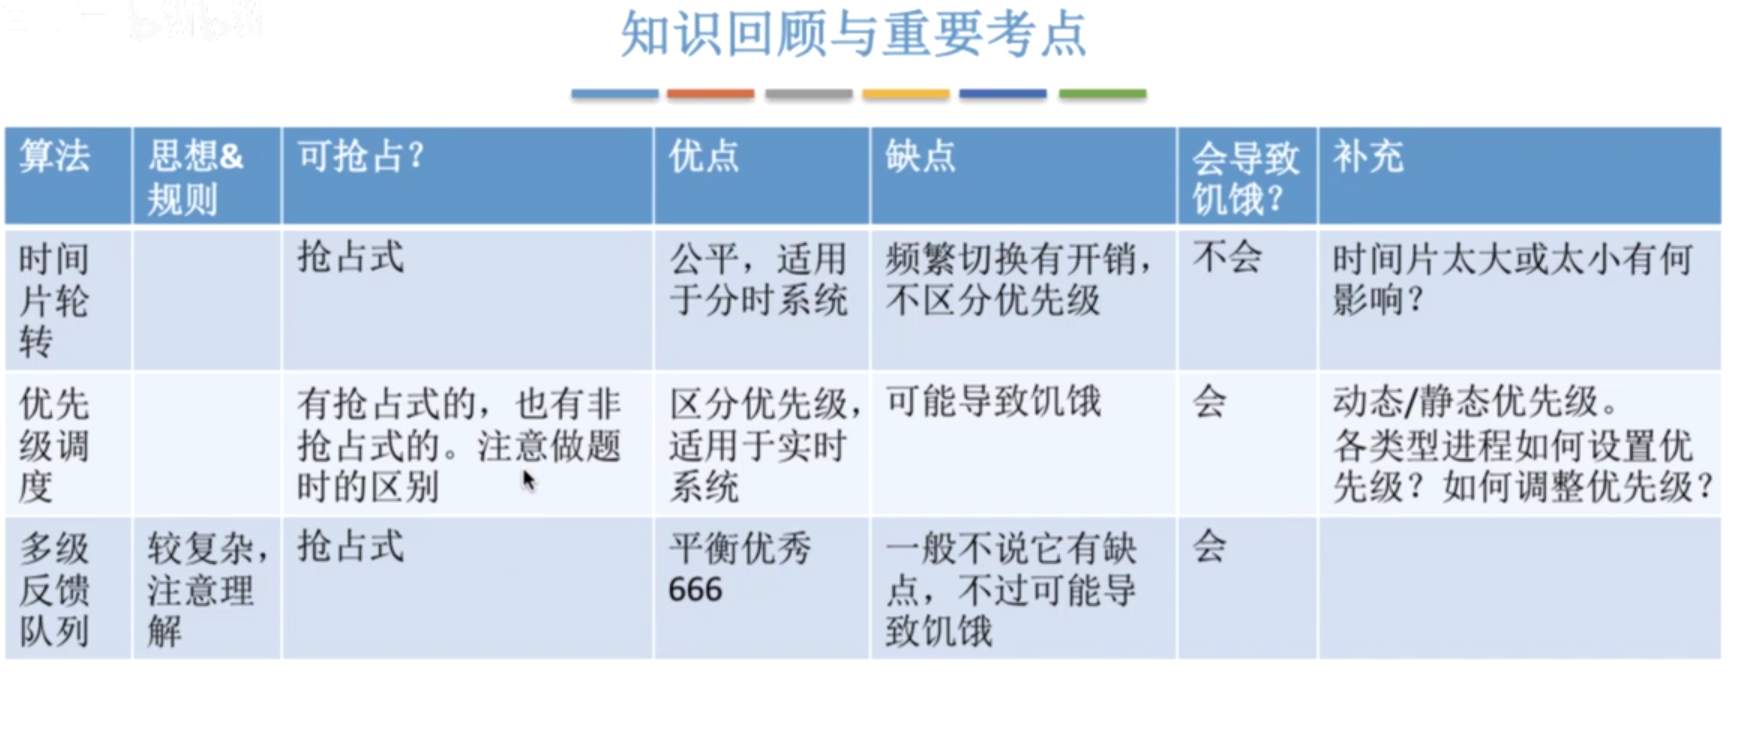 知识回顾与重要考点
算法
思想&
规则
可抢占？
优点
缺点
会导致
饥饿？
补充
时间
片轮
转
抢占式
公平，适用
于分时系统
频繁切换有开销，
不区分优先级
不会
时间片太大或太小有何
影响？
优先
级调
度
有抢占式的，也有非
抢占式的。注意做题
时的区别
区分优先级，
适用于实时
系统
可能导致饥饿
会
动态/静态优先级。
各类型进程如何设置优
先级？如何调整优先级？
多级
反馈
队列
较复杂，
注意理
解
抢占式
平衡优秀
666
一般不说它有缺
点，不过可能导
致饥饿
会